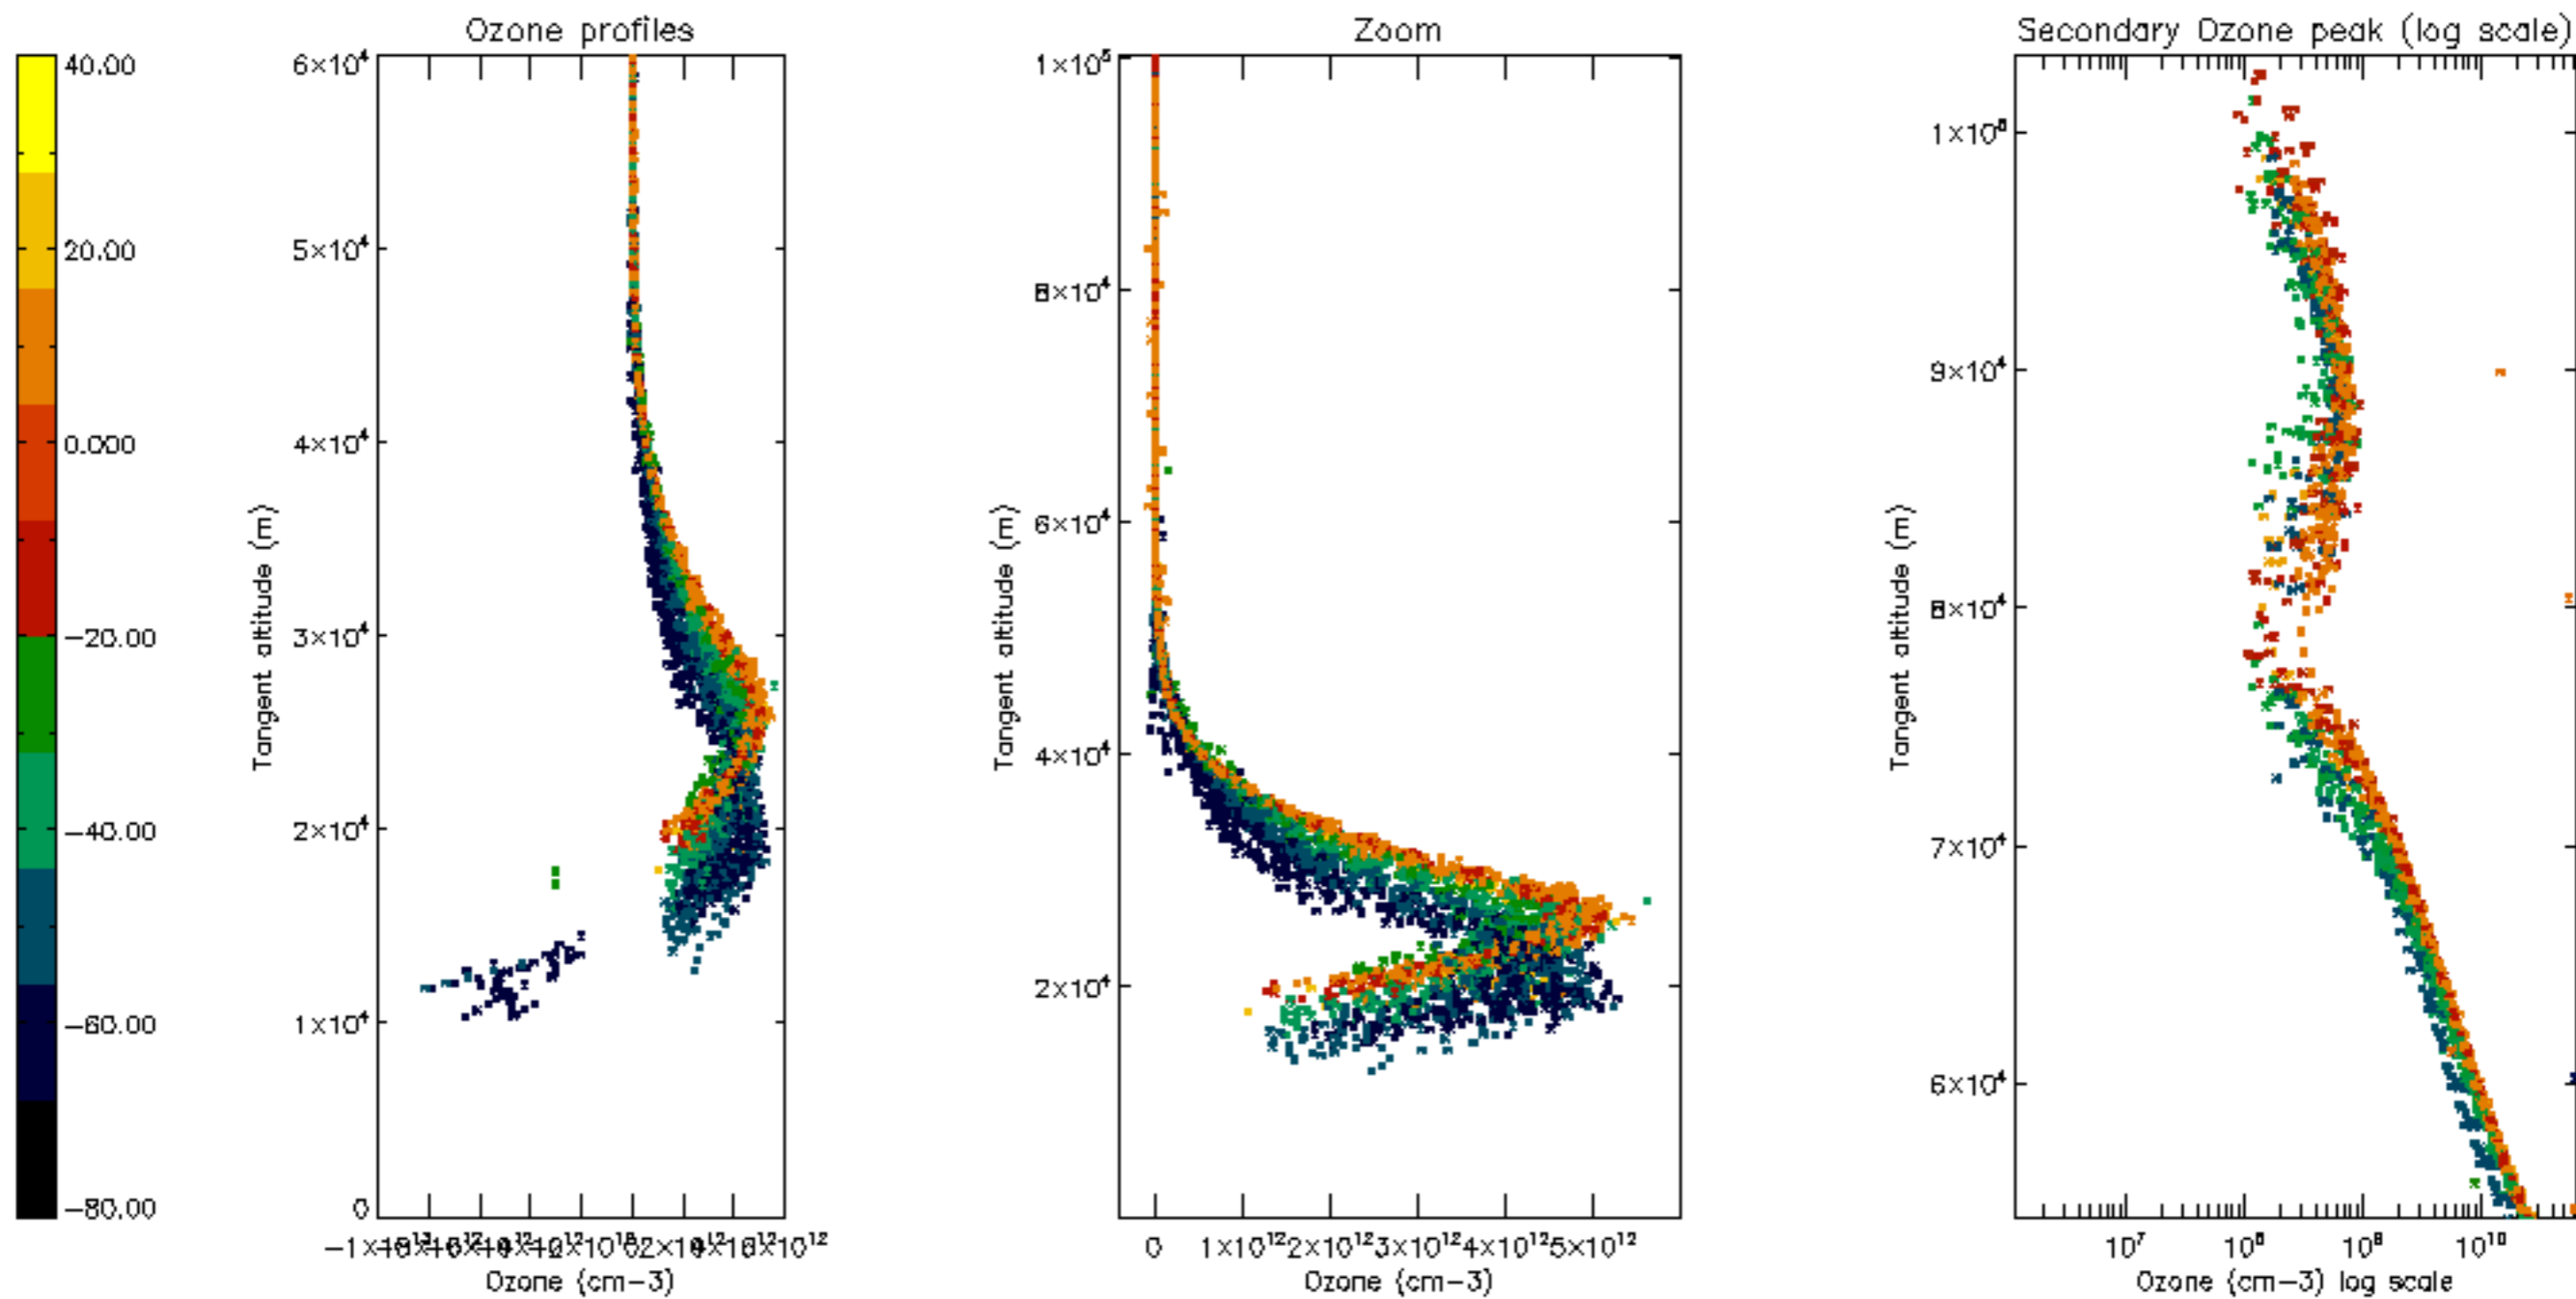 Ozone profiles
Zoom
Secondary Ozone peak (log scale)
40.00
20.00
0.000
−20.00
−40.00
−60.00
−80.00
6×10⁴
5×10⁴
4×10⁴
3×10⁴
2×10⁴
1×10⁴
0
Tangent altitude (m)
Ozone (cm−3)
1×10⁵
8×10⁴
6×10⁴
4×10⁴
2×10⁴
Tangent altitude (m)
0 1×10¹² 2×10¹² 3×10¹² 4×10¹² 5×10¹²
Ozone (cm−3)
9×10⁴
8×10⁴
7×10⁴
6×10⁴
Tangent altitude (m)
10⁷ 10⁸ 10⁹ 10¹⁰
Ozone (cm−3) log scale